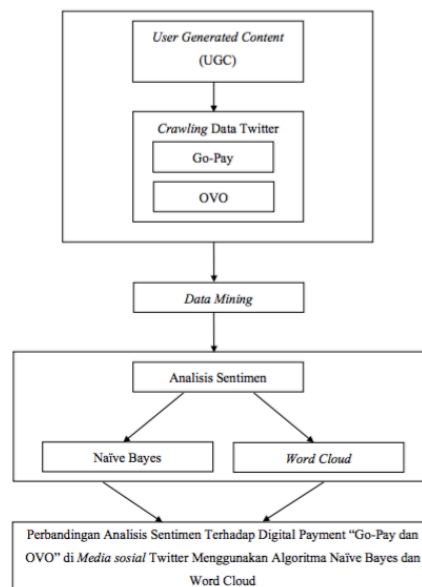 User Generated Content
(UGC)
Crawling Data Twitter
Go-Pay
OVO
Data Mining
Analisis Sentimen
Naïve Bayes
Word Cloud
Perbandingan Analisis Sentimen Terhadap Digital Payment “Go-Pay dan
OVO” di Media sosial Twitter Menggunakan Algoritma Naïve Bayes dan
Word Cloud